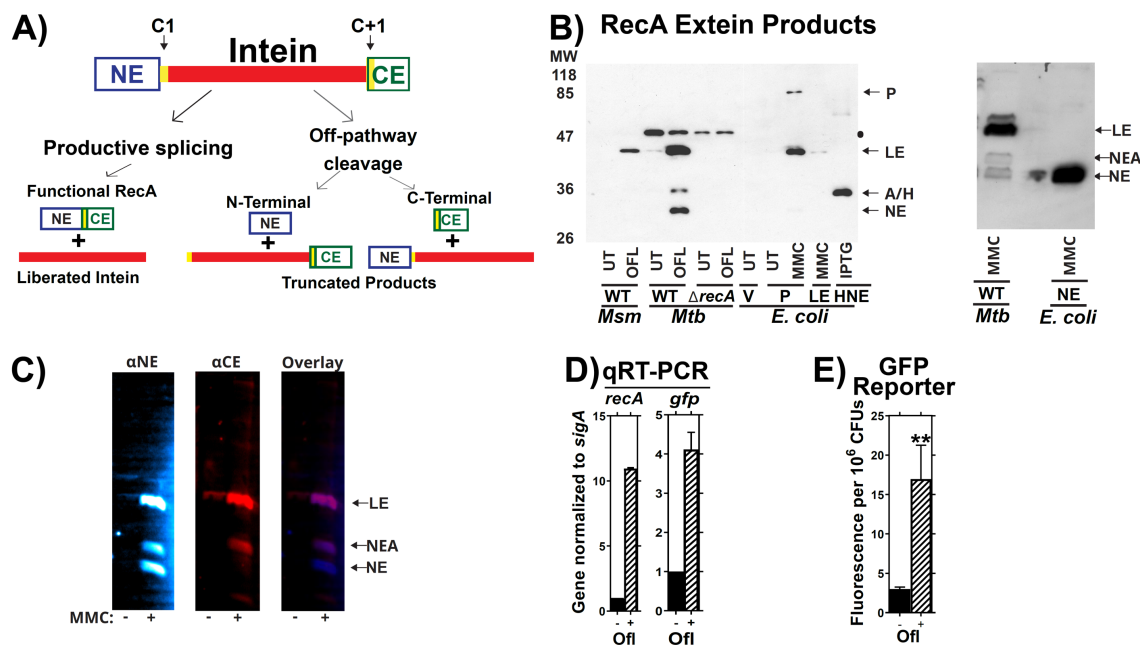 A)
C1
C+1
Intein
NE
CE
Productive splicing
Off-pathway
cleavage
Functional RecA
NE CE
+
Liberated Intein
N-Terminal
NE
+
CE
C-Terminal
CE
+
NE
Truncated Products
B) RecA Extein Products
MW
118
85
47
36
26
P
LE
A/H
NE
UT
OFL
UT
OFL
UT
OFL
UT
UT
MMC
MMC
IPTG
WT WT ΔrecA V P LE HNE
Msm Mtb E. coli
LE
NEA
NE
MMC
MMC
WT NE
Mtb E. coli
C)
αNE αCE Overlay
LE
NEA
NE
MMC: - + - + - +
D) qRT-PCR
recA gfp
Gene normalized to sigA
15
10
5
0
5
4
3
2
1
0
- + - +
Ofl Ofl
E) GFP
Reporter
Fluorescence per 10⁶ CFUs
25
20
15
10
5
0
**
- +
Ofl